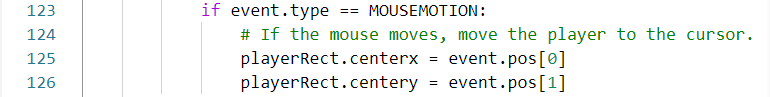 123 if event.type == MOUSEMOTION:
124 # If the mouse moves, move the player to the cursor.
125 playerRect.centerx = event.pos[0]
126 playerRect.centery = event.pos[1]